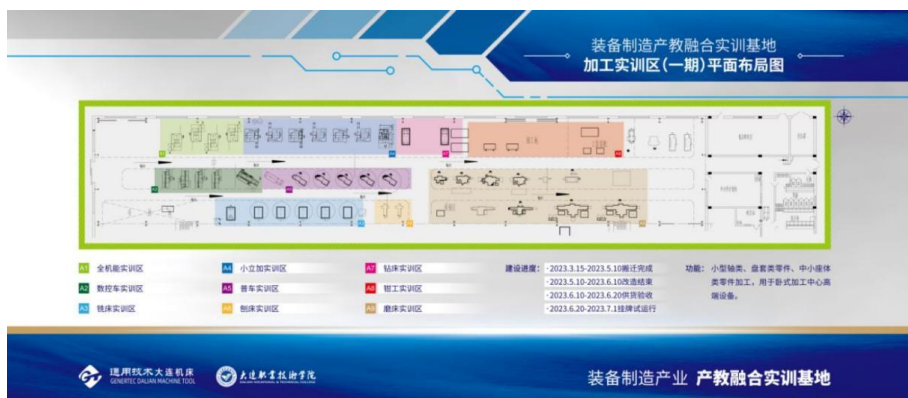 装备制造产教融合实训基地
加工实训区(一期)平面布局图
A1 全机能实训区
A2 数控车实训区
A3 铣床实训区
A4 小立加实训区
A5 普车实训区
A6 刨床实训区
A7 钻床实训区
A8 钳工实训区
A9 磨床实训区
建设进度：
·2023.3.15-2023.5.10搬迁完成
·2023.5.10-2023.6.10改造结束
·2023.6.10-2023.6.20供货验收
·2023.6.20-2023.7.1挂牌试运行
功能： 小型轴类、盘套类零件、中小座体
类零件加工，用于卧式加工中心高
端设备。
通用技术大连机床
GENERTEC DALIAN MACHINE TOOL
大连职业技术学院
装备制造产业 产教融合实训基地